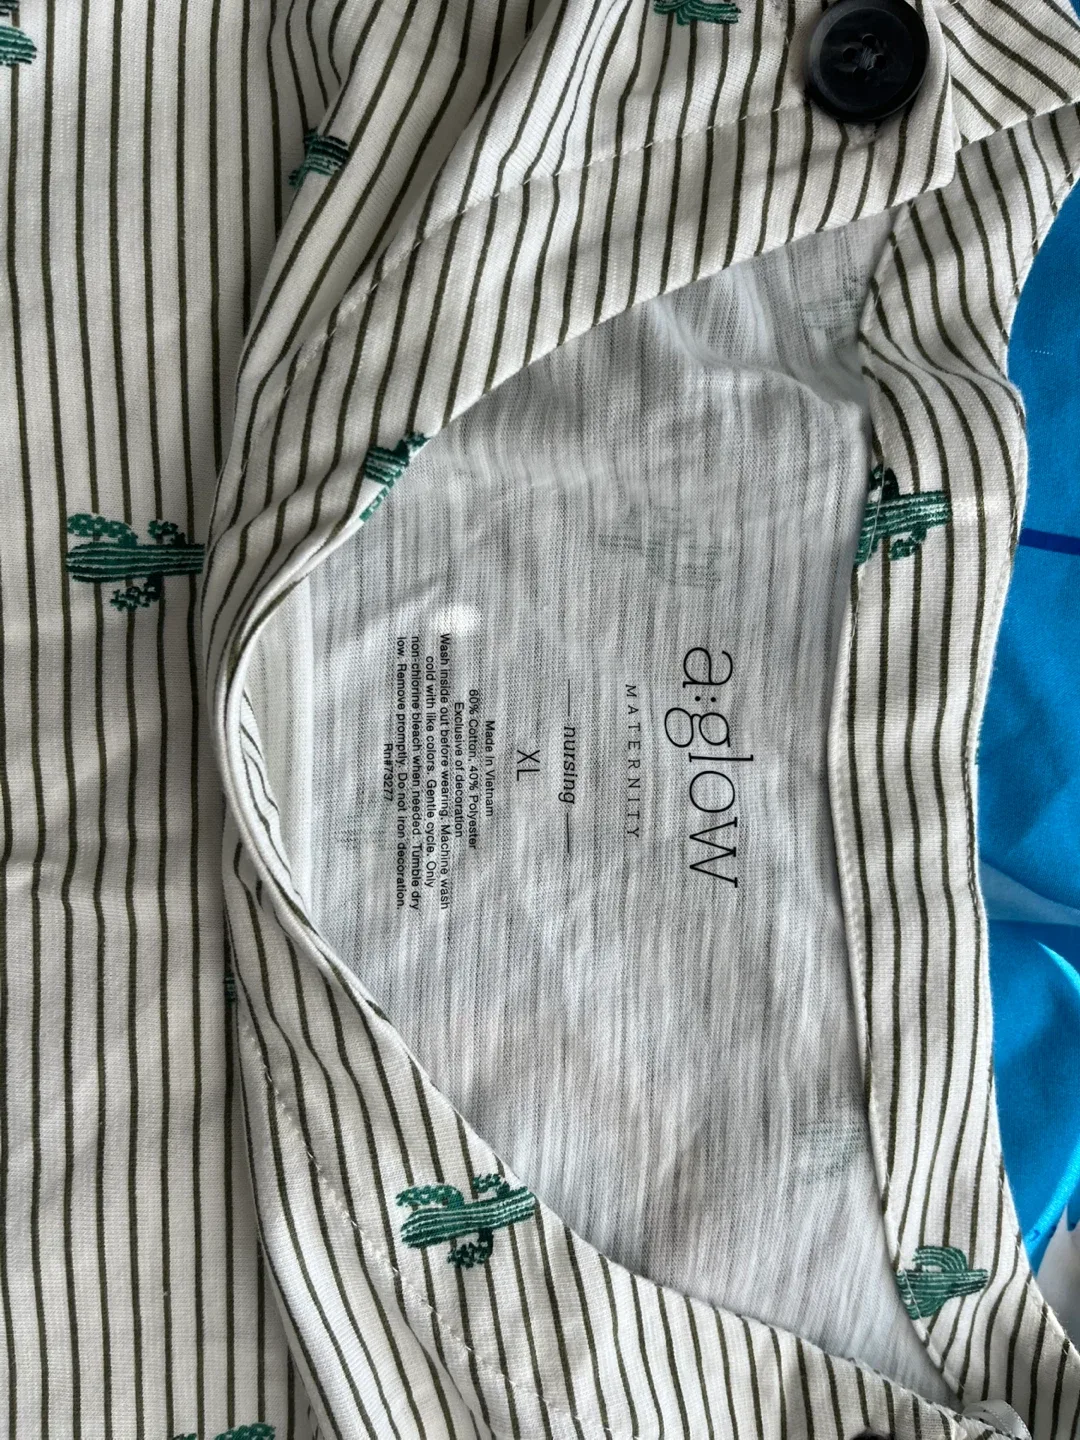 a:glow
MATERNITY
nursing
XL
Made In Vietnam
60% Cotton, 40% Polyester
Exclusive of decoration
Wash inside out before wearing. Machine wash
cold with like colors. Gentle cycle. Only
non-chlorine bleach when needed. Tumble dry
low. Remove promptly. Do not iron decoration.
Rn#73277